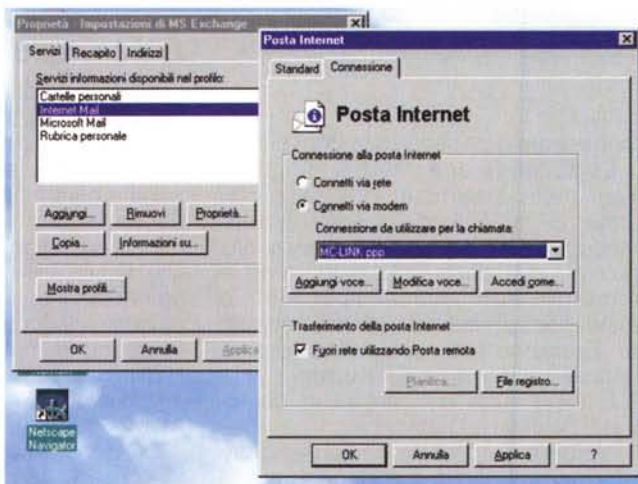 Proprietà - Impostazioni di MS Exchange
Servizi Recapito Indirizzi
Servizi informazioni disponibili nel profilo:
Cartelle personali
Internet Mail
Microsoft Mail
Rubrica personale
Aggiungi... Rimuovi Proprietà...
Copia... Informazioni su...
Mostra profili...
OK Annulla Applica
Netscape
Navigator
Posta Internet
Standard Connessione
Posta Internet
Connessione alla posta Internet
Connetti via rete
Connetti via modem
Connessione da utilizzare per la chiamata:
MC-LINK ppp
Aggiungi voce... Modifica voce... Accedi come...
Trasferimento della posta Internet
Fuori rete utilizzando Posta remota
Pianifica... File registro...
OK Annulla Applica ?